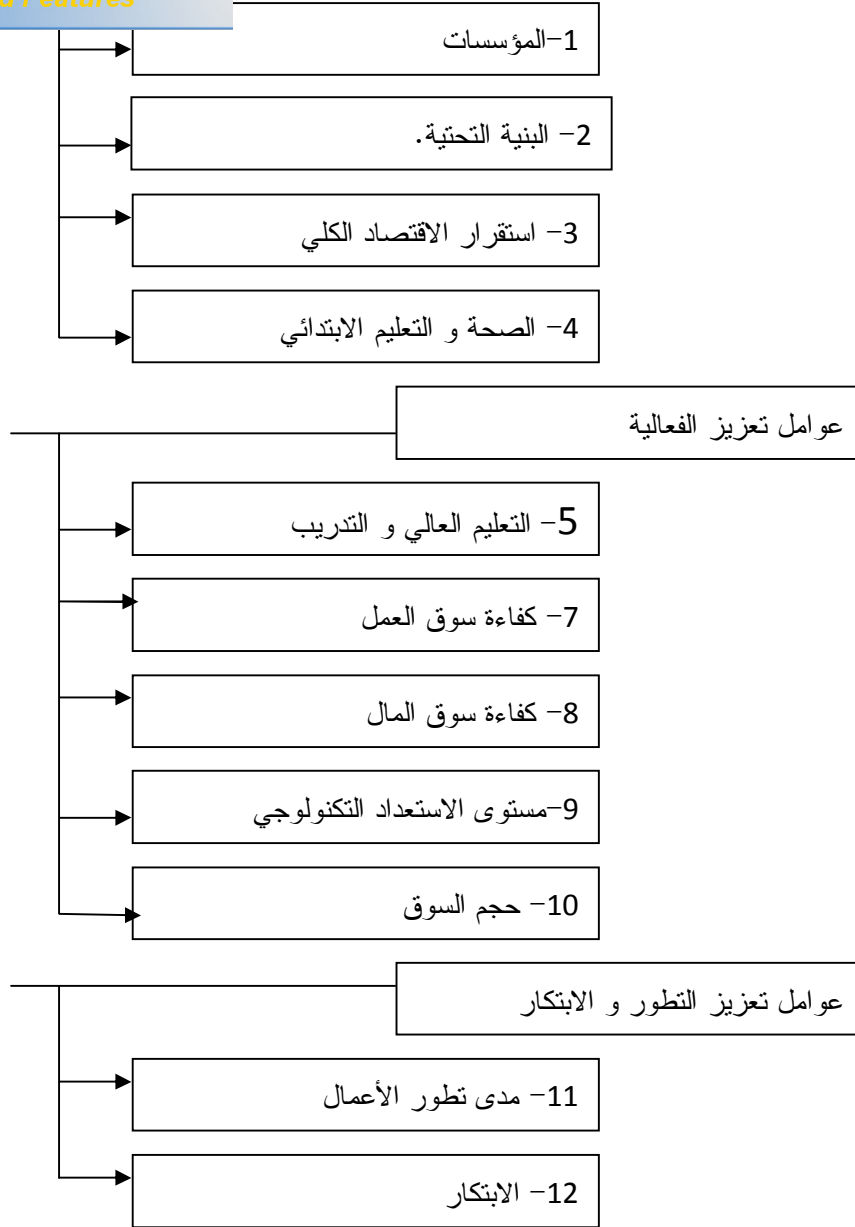 d Features
1-المؤسسات
2- البنية التحتية.
3- استقرار الاقتصاد الكلي
4- الصحة و التعليم الابتدائي
عوامل تعزيز الفعالية
5- التعليم العالي و التدريب
7- كفاءة سوق العمل
8- كفاءة سوق المال
9-مستوى الاستعداد التكنولوجي
10- حجم السوق
عوامل تعزيز التطور و الابتكار
11- مدى تطور الأعمال
12- الابتكار